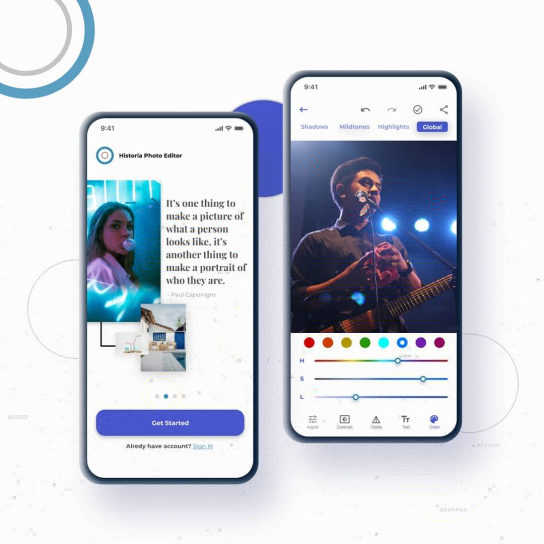 9:41
Historia Photo Editor
It's one thing to
make a picture of
what a person
looks like, it's
another thing to
make a portrait of
who they are.
- Paul Caponigro
Get Started
Alredy have account? Sign In
9:41
Shadows Mildtones Highlights Global
H
S
L
Adjust Contrast Clarity Text Color